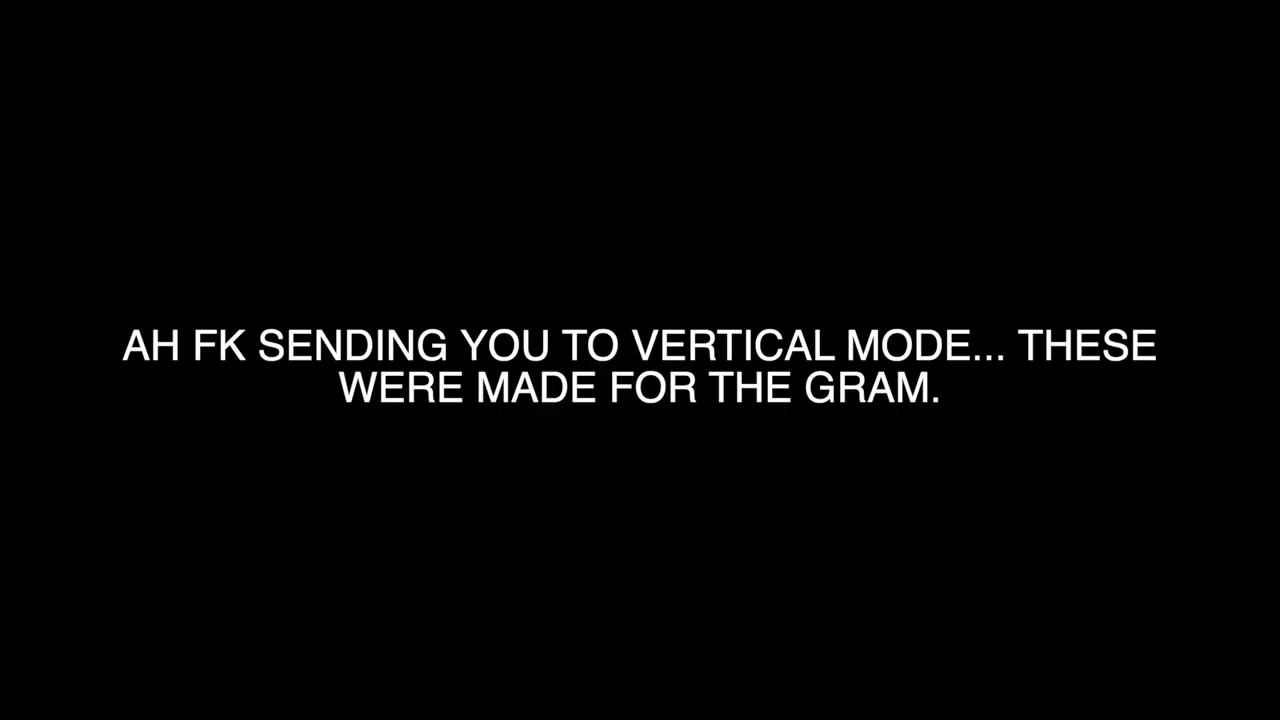 AH FK SENDING YOU TO VERTICAL MODE... THESE
WERE MADE FOR THE GRAM.